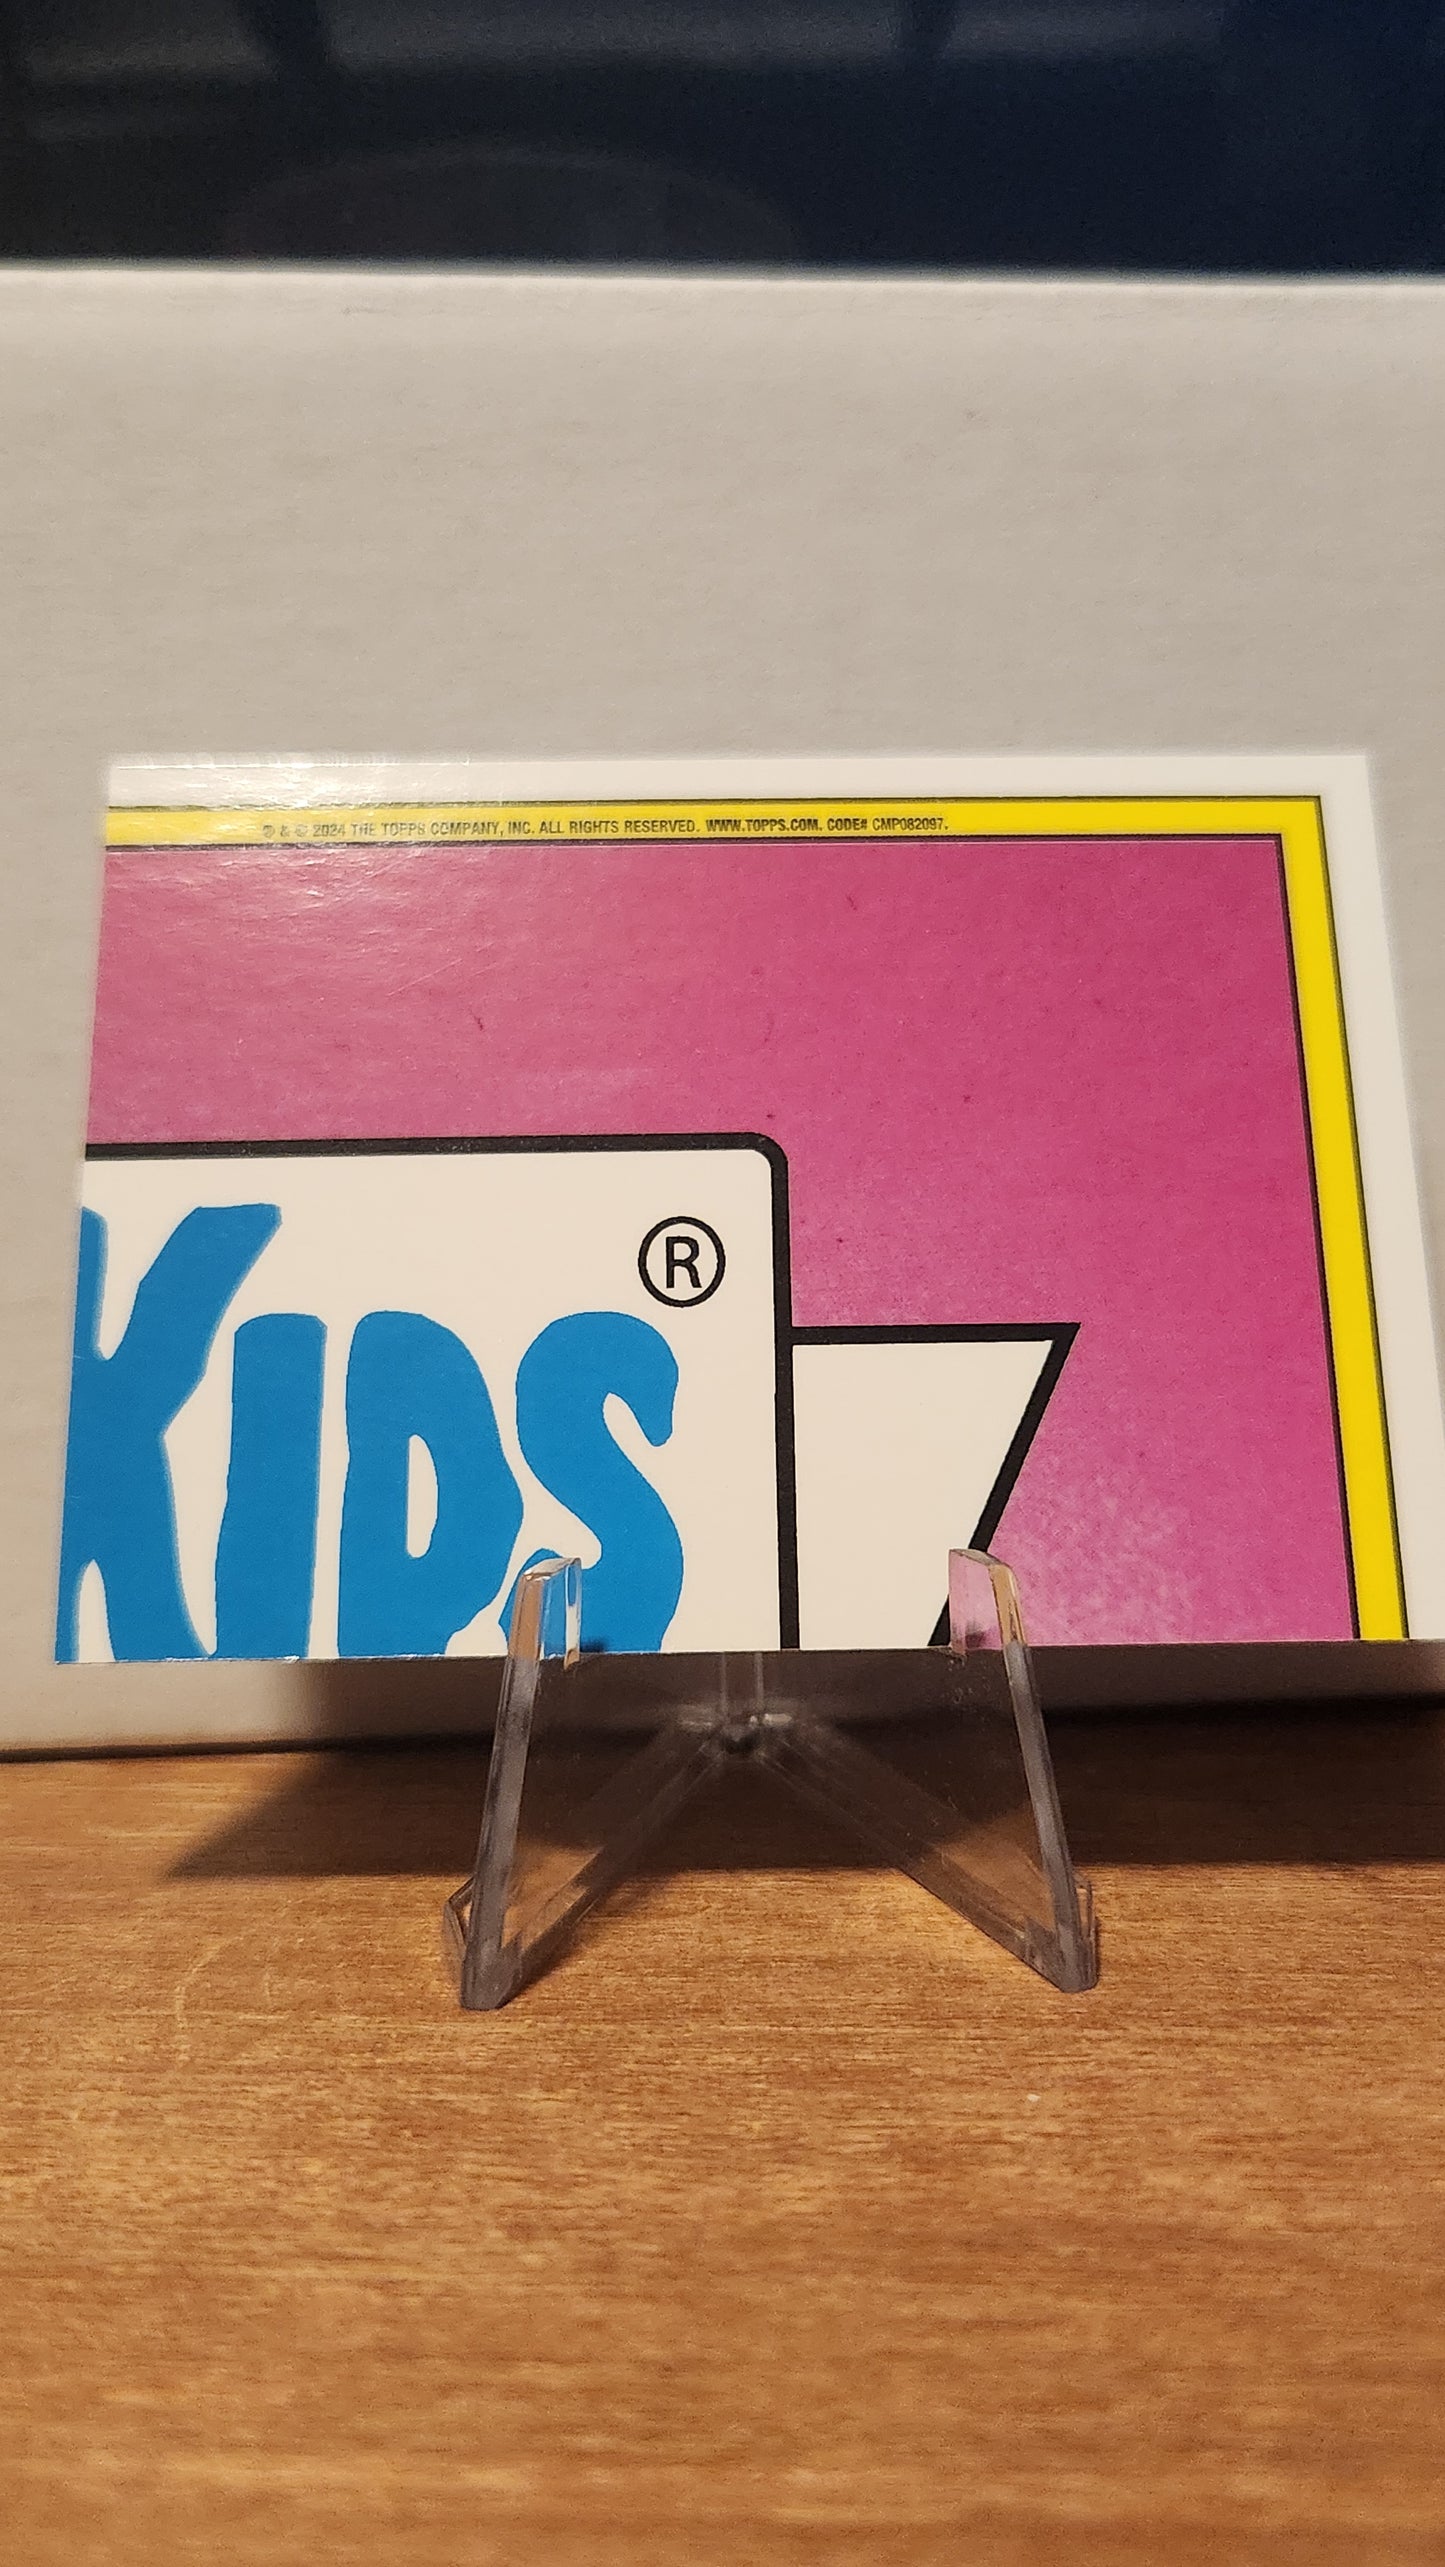 ® & © 2024 THE TOPPS COMPANY, INC. ALL RIGHTS RESERVED. WWW.TOPPS.COM. CODE# CMP082097.
KIDS ®